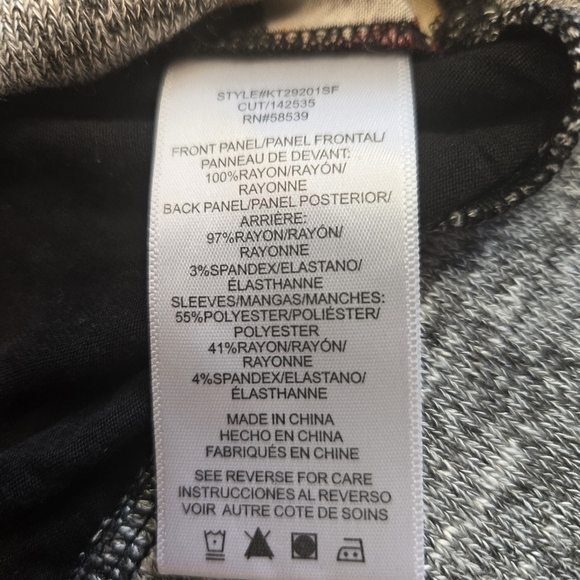 STYLE#KT29201SF
CUT/142535
RN#58539
FRONT PANEL/PANEL FRONTAL/
PANNEAU DE DEVANT:
100%RAYON/RAYÓN/
RAYONNE
BACK PANEL/PANEL POSTERIOR/
ARRIÈRE:
97%RAYON/RAYÓN/
RAYONNE
3%SPANDEX/ELASTANO/
ÉLASTHANNE
SLEEVES/MANGAS/MANCHES:
55%POLYESTER/POLIÉSTER/
POLYESTER
41%RAYON/RAYÓN/
RAYONNE
4%SPANDEX/ELASTANO/
ÉLASTHANNE
MADE IN CHINA
HECHO EN CHINA
FABRIQUÉS EN CHINE
SEE REVERSE FOR CARE
INSTRUCCIONES AL REVERSO
VOIR AUTRE COTE DE SOINS